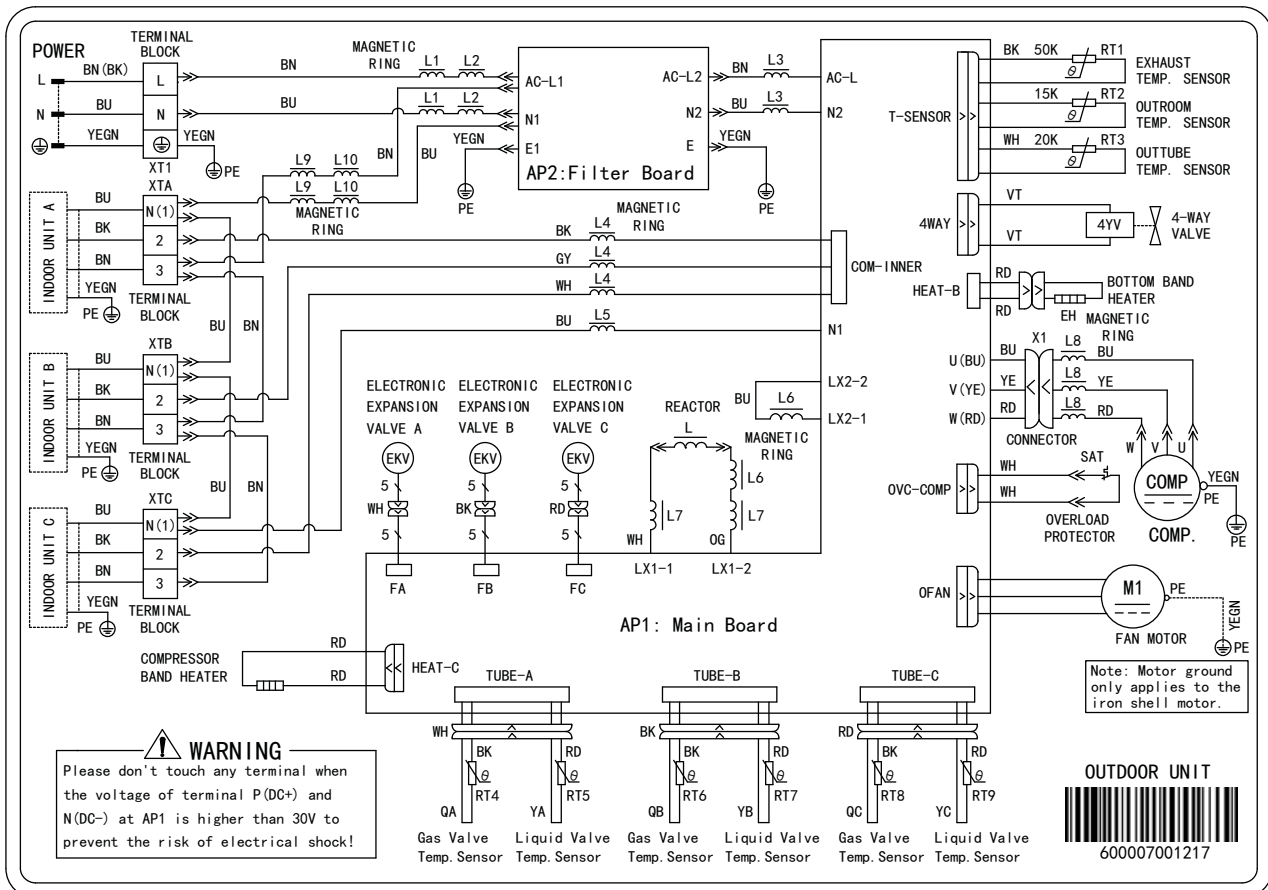 POWER
TERMINAL
BLOCK
L
BN(BK)
L
BN
N
BU
N
BU
YEGN
YEGN
PE
XT1
MAGNETIC
RING
L1
L2
L1
L2
AC-L1
N1
E1
AC-L2
N2
E
AP2:Filter Board
YEGN
PE
YEGN
PE
BN
L3
BU
L3
AC-L
N2
L9
L10
BN
BU
L9
L10
MAGNETIC
RING
INDOOR UNIT A
BU
BK
BN
YEGN
PE
XTA
N(1)
2
3
TERMINAL
BLOCK
BU
BN
INDOOR UNIT B
BU
BK
BN
YEGN
PE
XTB
N(1)
2
3
TERMINAL
BLOCK
BU
BN
INDOOR UNIT C
BU
BK
BN
YEGN
PE
XTC
N(1)
2
3
TERMINAL
BLOCK
BK
L4
MAGNETIC
RING
GY
L4
WH
L4
COM-INNER
BU
L5
N1
ELECTRONIC
EXPANSION
VALVE A
EKV
5
WH
5
FA
ELECTRONIC
EXPANSION
VALVE B
EKV
5
BK
5
FB
ELECTRONIC
EXPANSION
VALVE C
EKV
5
RD
5
FC
REACTOR
L
L6
L7
L7
WH
OG
LX1-1
LX1-2
BU
L6
LX2-2
LX2-1
MAGNETIC
RING
AP1: Main Board
T-SENSOR
BK
50K
RT1
θ
EXHAUST
TEMP. SENSOR
15K
RT2
θ
OUTROOM
TEMP. SENSOR
WH
20K
RT3
θ
OUTTUBE
TEMP. SENSOR
4WAY
VT
VT
4YV
4-WAY
VALVE
HEAT-B
RD
RD
EH
BOTTOM BAND
HEATER
MAGNETIC
RING
X1
U(BU)
BU
L8
BU
V(YE)
YE
L8
YE
W(RD)
RD
L8
RD
CONNECTOR
W
V
U
OVC-COMP
WH
WH
SAT
OVERLOAD
PROTECTOR
COMP
YEGN
PE
COMP.
PE
OFAN
M1
PE
YEGN
PE
FAN MOTOR
Note: Motor ground
only applies to the
iron shell motor.
COMPRESSOR
BAND HEATER
RD
RD
HEAT-C
TUBE-A
WH
BK
RD
θ
RT4
θ
RT5
QA
YA
Gas Valve
Temp. Sensor
Liquid Valve
Temp. Sensor
TUBE-B
BK
BK
RD
θ
RT6
θ
RT7
QB
YB
Gas Valve
Temp. Sensor
Liquid Valve
Temp. Sensor
TUBE-C
RD
BK
RD
θ
RT8
θ
RT9
QC
YC
Gas Valve
Temp. Sensor
Liquid Valve
Temp. Sensor
WARNING
Please don't touch any terminal when
the voltage of terminal P(DC+) and
N(DC-) at AP1 is higher than 30V to
prevent the risk of electrical shock!
OUTDOOR UNIT
600007001217